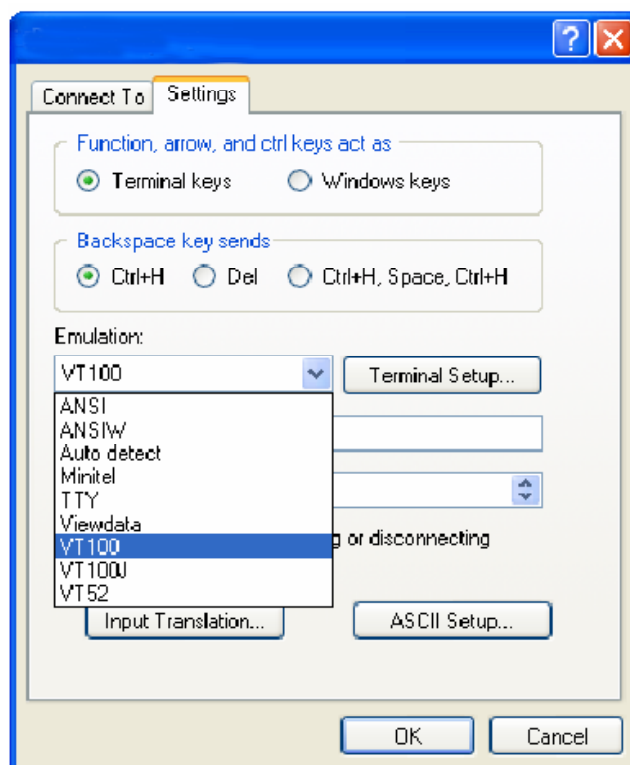 Connect To Settings
Function, arrow, and ctrl keys act as
Terminal keys Windows keys
Backspace key sends
Ctrl+H Del Ctrl+H, Space, Ctrl+H
Emulation:
VT100 Terminal Setup...
ANSI
ANSIW
Auto detect
Minitel
TTY
Viewdata
VT100 or disconnecting
VT100J
VT52
Input Translation... ASCII Setup...
OK Cancel